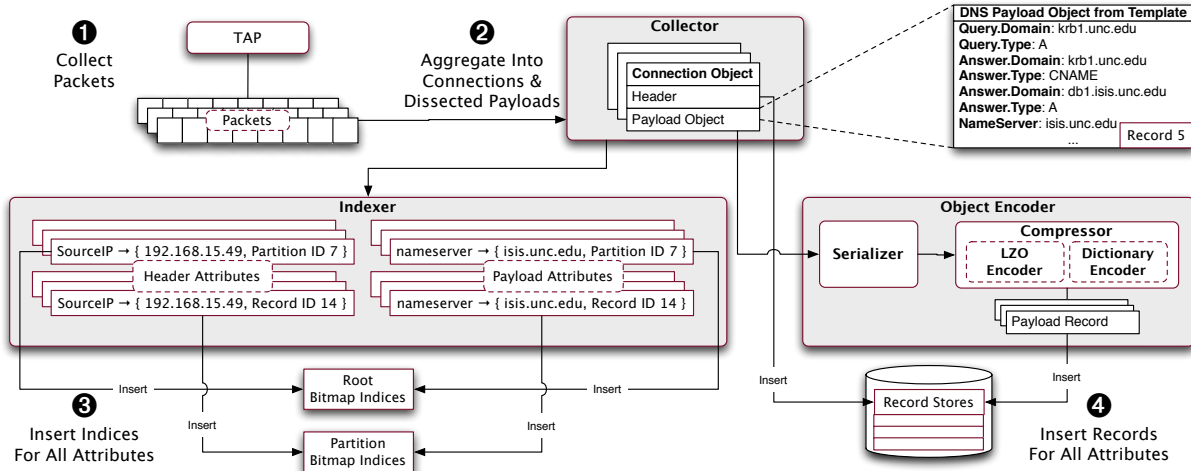 ❶
Collect
Packets
TAP
Packets
❷
Aggregate Into
Connections &
Dissected Payloads
Collector
Connection Object
Header
Payload Object
DNS Payload Object from Template
Query.Domain: krb1.unc.edu
Query.Type: A
Answer.Domain: krb1.unc.edu
Answer.Type: CNAME
Answer.Domain: db1.isis.unc.edu
Answer.Type: A
NameServer: isis.unc.edu
...
Record 5
Indexer
SourceIP → { 192.168.15.49, Partition ID 7 }
Header Attributes
SourceIP → { 192.168.15.49, Record ID 14 }
nameserver → { isis.unc.edu, Partition ID 7 }
Payload Attributes
nameserver → { isis.unc.edu, Record ID 14 }
Object Encoder
Serializer
Compressor
LZO
Encoder
Dictionary
Encoder
Payload Record
❸
Insert Indices
For All Attributes
Insert
Root
Bitmap Indices
Insert
Insert
Partition
Bitmap Indices
Insert
Insert
Record Stores
Insert
❹
Insert Records
For All Attributes